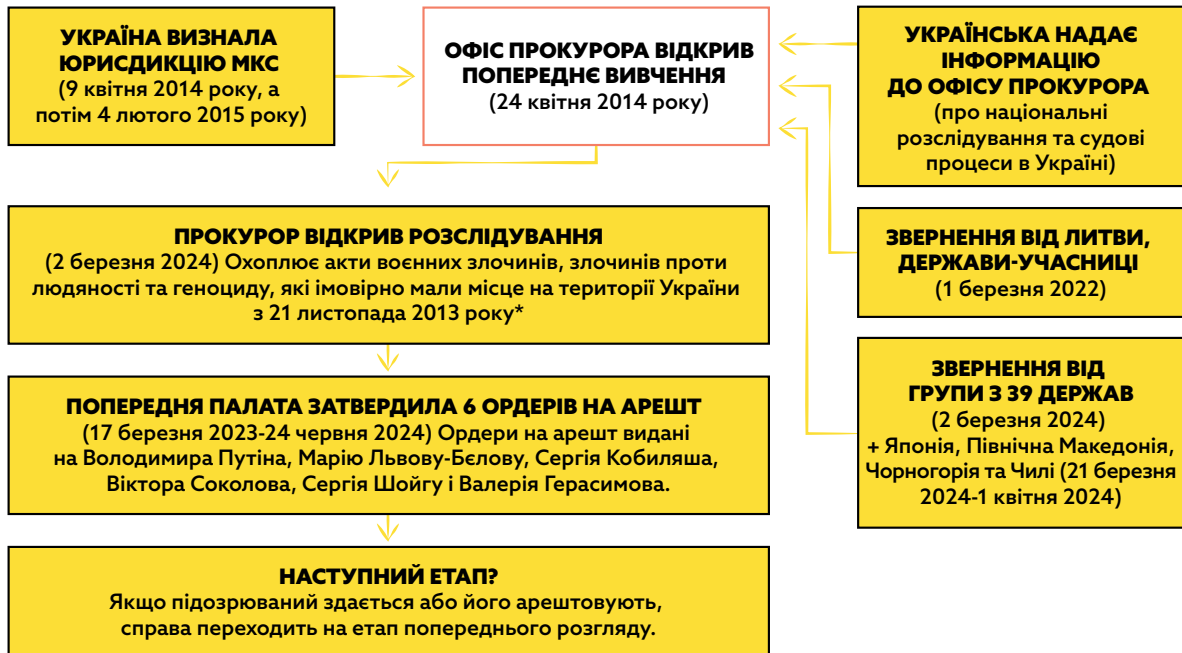 УКРАЇНА ВИЗНАЛА
ЮРИСДИКЦІЮ МКС
(9 квітня 2014 року, а
потім 4 лютого 2015 року)
ОФІС ПРОКУРОРА ВІДКРИВ
ПОПЕРЕДНЄ ВИВЧЕННЯ
(24 квітня 2014 року)
УКРАЇНСЬКА НАДАЄ
ІНФОРМАЦІЮ
ДО ОФІСУ ПРОКУРОРА
(про національні
розслідування та судові
процеси в Україні)
ПРОКУРОР ВІДКРИВ РОЗСЛІДУВАННЯ
(2 березня 2024) Охоплює акти воєнних злочинів, злочинів проти
людяності та геноциду, які імовірно мали місце на території України
з 21 листопада 2013 року*
ЗВЕРНЕННЯ ВІД ЛИТВИ,
ДЕРЖАВИ-УЧАСНИЦІ
(1 березня 2022)
ПОПЕРЕДНЯ ПАЛАТА ЗАТВЕРДИЛА 6 ОРДЕРІВ НА АРЕШТ
(17 березня 2023-24 червня 2024) Ордери на арешт видані
на Володимира Путіна, Марію Львову-Бєлову, Сергія Кобиляша,
Віктора Соколова, Сергія Шойгу і Валерія Герасимова.
ЗВЕРНЕННЯ ВІД
ГРУПИ З 39 ДЕРЖАВ
(2 березня 2024)
+ Японія, Північна Македонія,
Чорногорія та Чилі (21 березня
2024-1 квітня 2024)
НАСТУПНИЙ ЕТАП?
Якщо підозрюваний здається або його арештовують,
справа переходить на етап попереднього розгляду.